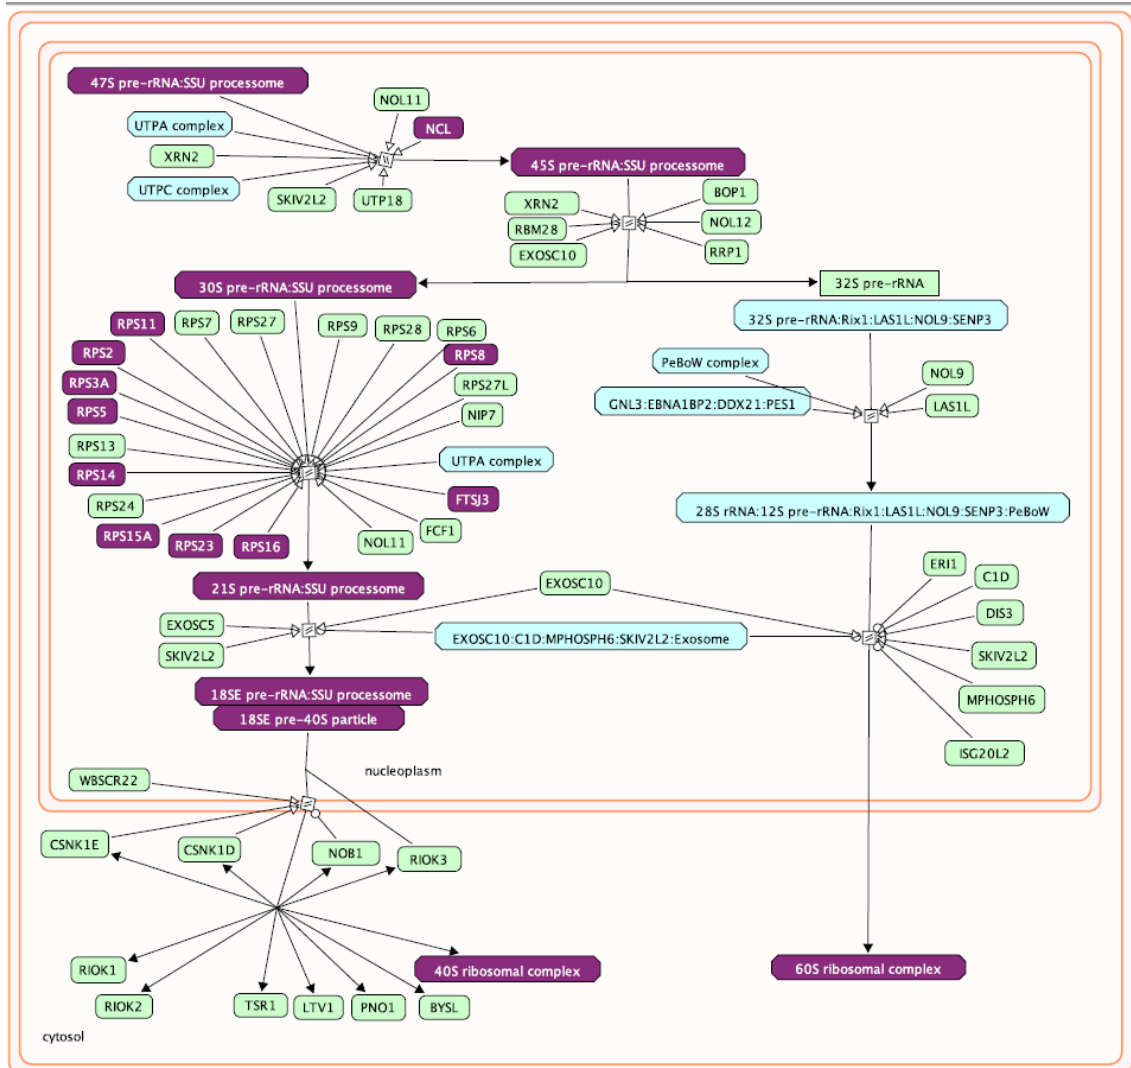 47S pre-rRNA:SSU processome
NOL11
UTPA complex
NCL
XRN2
UTPC complex
SKIV2L2
UTP18
45S pre-rRNA:SSU processome
XRN2
BOP1
RBM28
NOL12
EXOSC10
RRP1
30S pre-rRNA:SSU processome
32S pre-rRNA
32S pre-rRNA:Rix1:LAS1L:NOL9:SENP3
RPS11
RPS7
RPS27
RPS9
RPS28
RPS6
RPS2
RPS8
PeBoW complex
RPS3A
RPS27L
NOL9
RPS5
NIP7
GNL3:EBNA1BP2:DDX21:PES1
LAS1L
RPS13
UTPA complex
RPS14
RPS24
FTSJ3
28S rRNA:12S pre-rRNA:Rix1:LAS1L:NOL9:SENP3:PeBoW
RPS15A
RPS23
RPS16
NOL11
FCF1
21S pre-rRNA:SSU processome
EXOSC10
ERI1
C1D
DIS3
EXOSC5
EXOSC10:C1D:MPHOSPH6:SKIV2L2:Exosome
SKIV2L2
SKIV2L2
18SE pre-rRNA:SSU processome
MPHOSPH6
18SE pre-40S particle
ISG20L2
WBSCR22
nucleoplasm
CSNK1E
CSNK1D
NOB1
RIOK3
RIOK1
40S ribosomal complex
60S ribosomal complex
RIOK2
TSR1
LTV1
PNO1
BYSL
cytosol